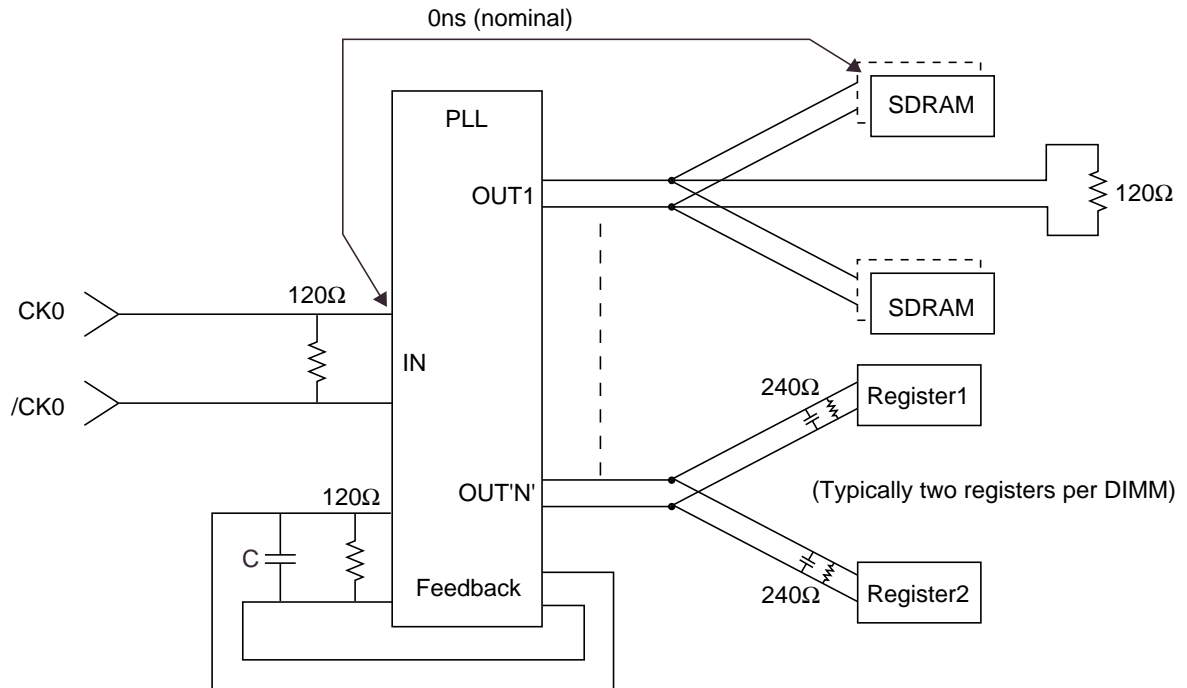 0ns (nominal)
PLL
SDRAM
OUT1
120Ω
SDRAM
CK0
120Ω
IN
/CK0
240Ω
Register1
120Ω
OUT'N'
(Typically two registers per DIMM)
C
Feedback
240Ω
Register2